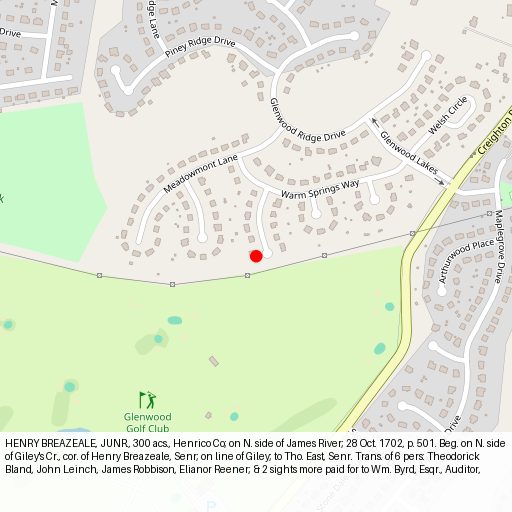 Ridge Lane
Drive
Piney Ridge Drive
Glenwood Ridge Drive
Welsh Circle
Creighton R
Glenwood Lakes
Meadowmont Lane
Warm Springs Way
Maplegrove Drive
Arthurwood Place
Glenwood
Golf Club
Drive
HENRY BREAZEALE, JUNR., 300 acs., Henrico Co; on N. side of James River; 28 Oct. 1702, p. 501. Beg. on N. side
of Giley's Cr., cor. of Henry Breazeale, Senr; on line of Giley; to Tho. East, Senr. Trans. of 6 pers: Theodorick
Bland, John Leinch, James Robbison, Elianor Reener; & 2 sights more paid for to Wm. Byrd, Esqr., Auditor,